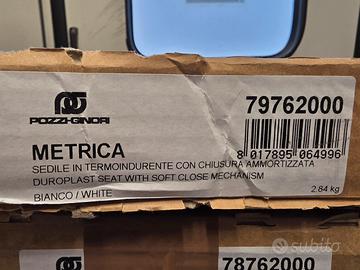 POZZI-GINORI
79762000
METRICA
8 017895 064996
SEDILE IN TERMOINDURENTE CON CHIUSURA AMMORTIZZATA
DUROPLAST SEAT WITH SOFT CLOSE MECHANISM
BIANCO / WHITE
2.84 kg
subito
78762000